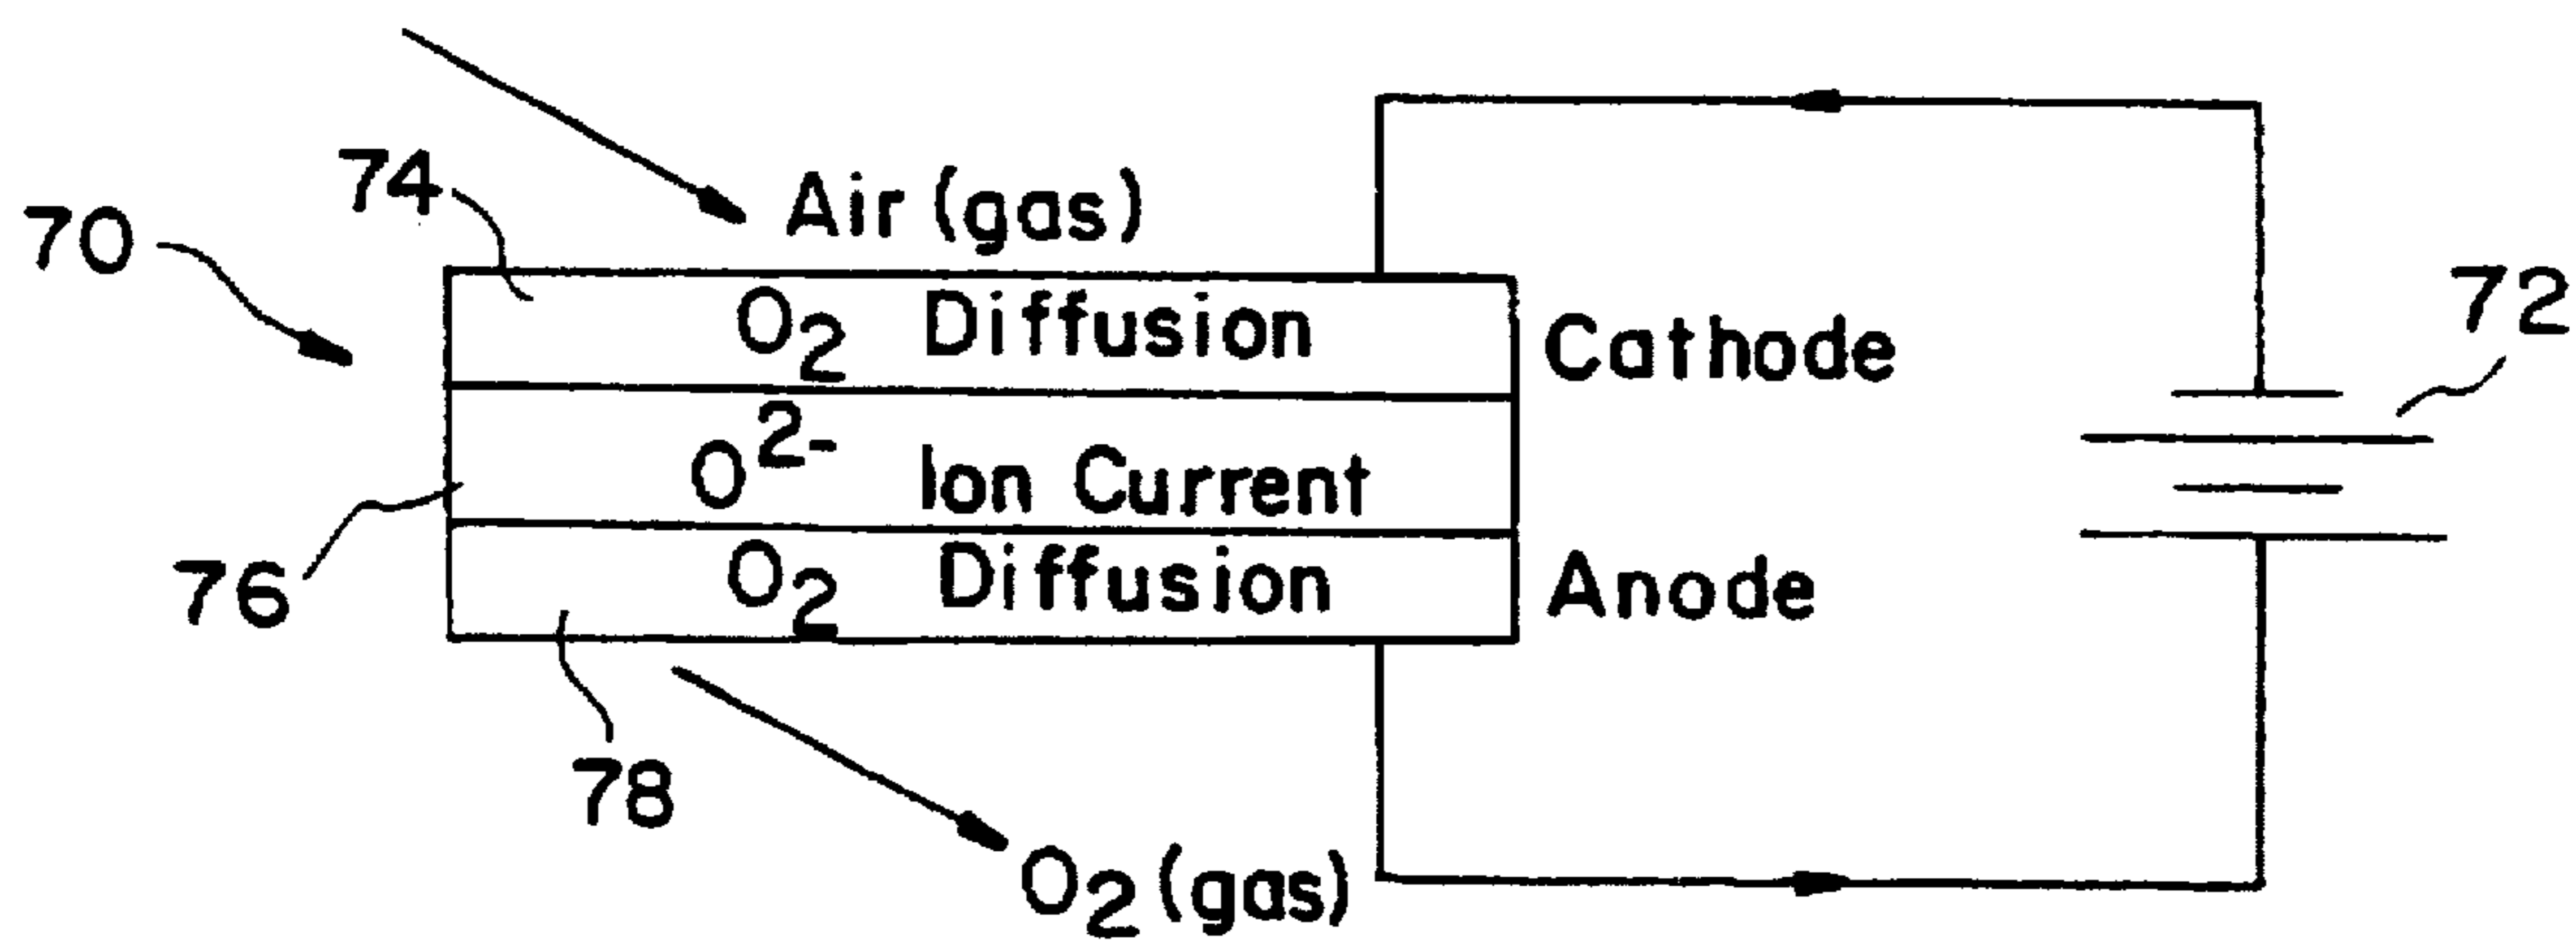 74
70
Air (gas)
72
O₂ Diffusion
Cathode
O²⁻ Ion Current
76
O₂ Diffusion
Anode
78
O₂ (gas)